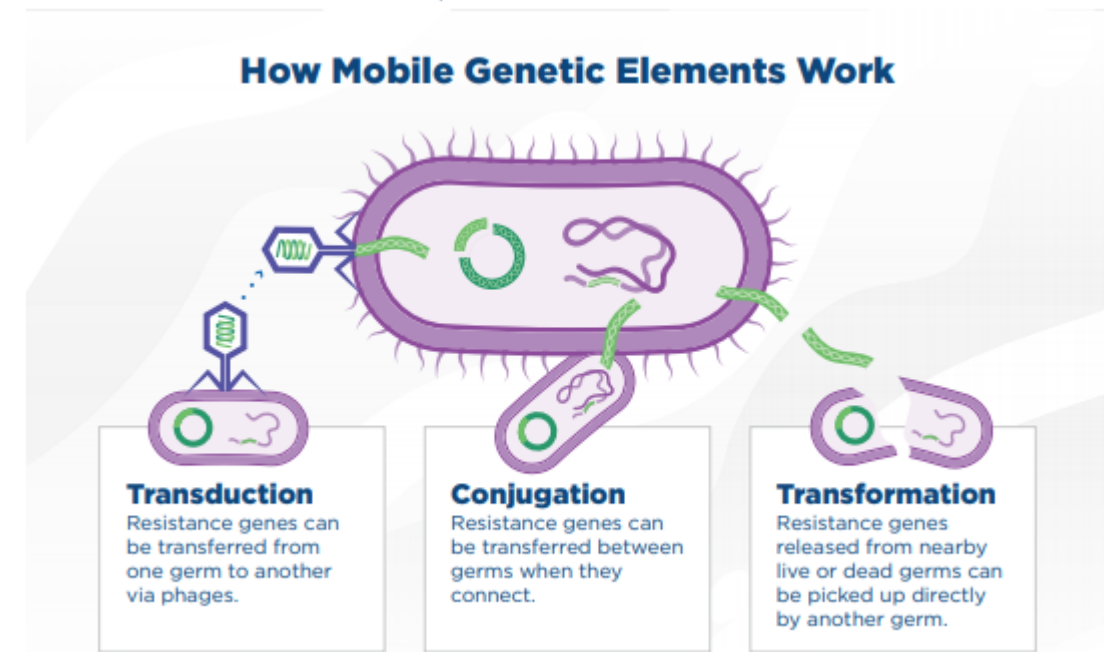 How Mobile Genetic Elements Work
Transduction
Resistance genes can
be transferred from
one germ to another
via phages.
Conjugation
Resistance genes can
be transferred between
germs when they
connect.
Transformation
Resistance genes
released from nearby
live or dead germs can
be picked up directly
by another germ.